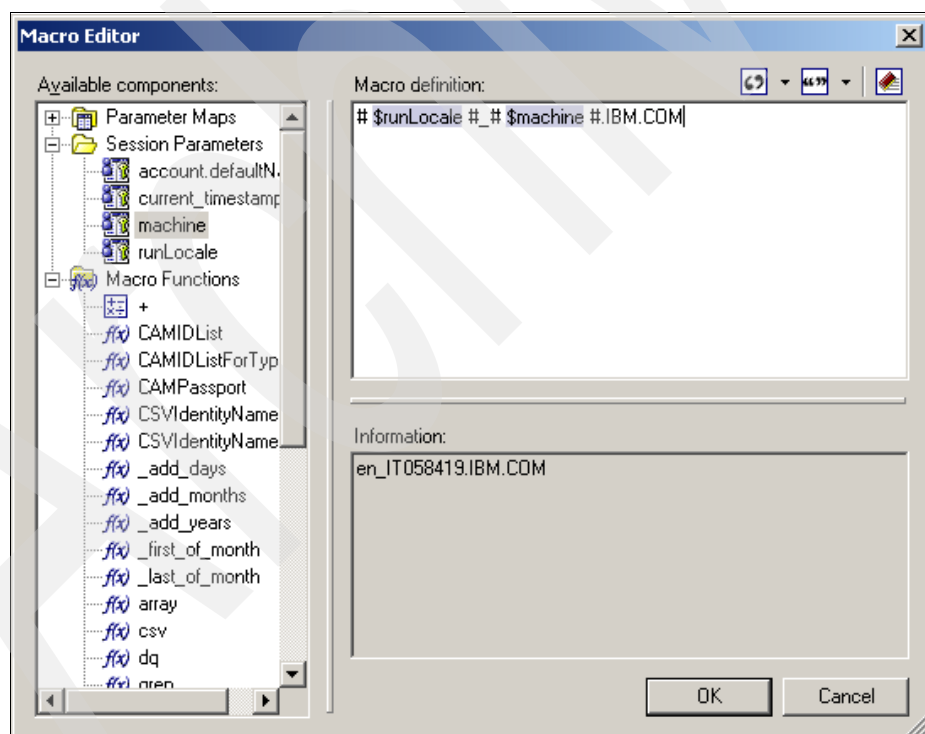 Macro Editor
Available components:
Parameter Maps
Session Parameters
account.defaultN
current_timestamp
machine
runLocale
Macro Functions
+
CAMIDList
CAMIDListForTyp
CAMPassport
CSVIdentityName
CSVIdentityName
_add_days
_add_months
_add_years
_first_of_month
_last_of_month
array
csv
dq
grep
Macro definition:
# $runLocale #_# $machine #.IBM.COM
Information:
en_IT058419.IBM.COM
OK
Cancel